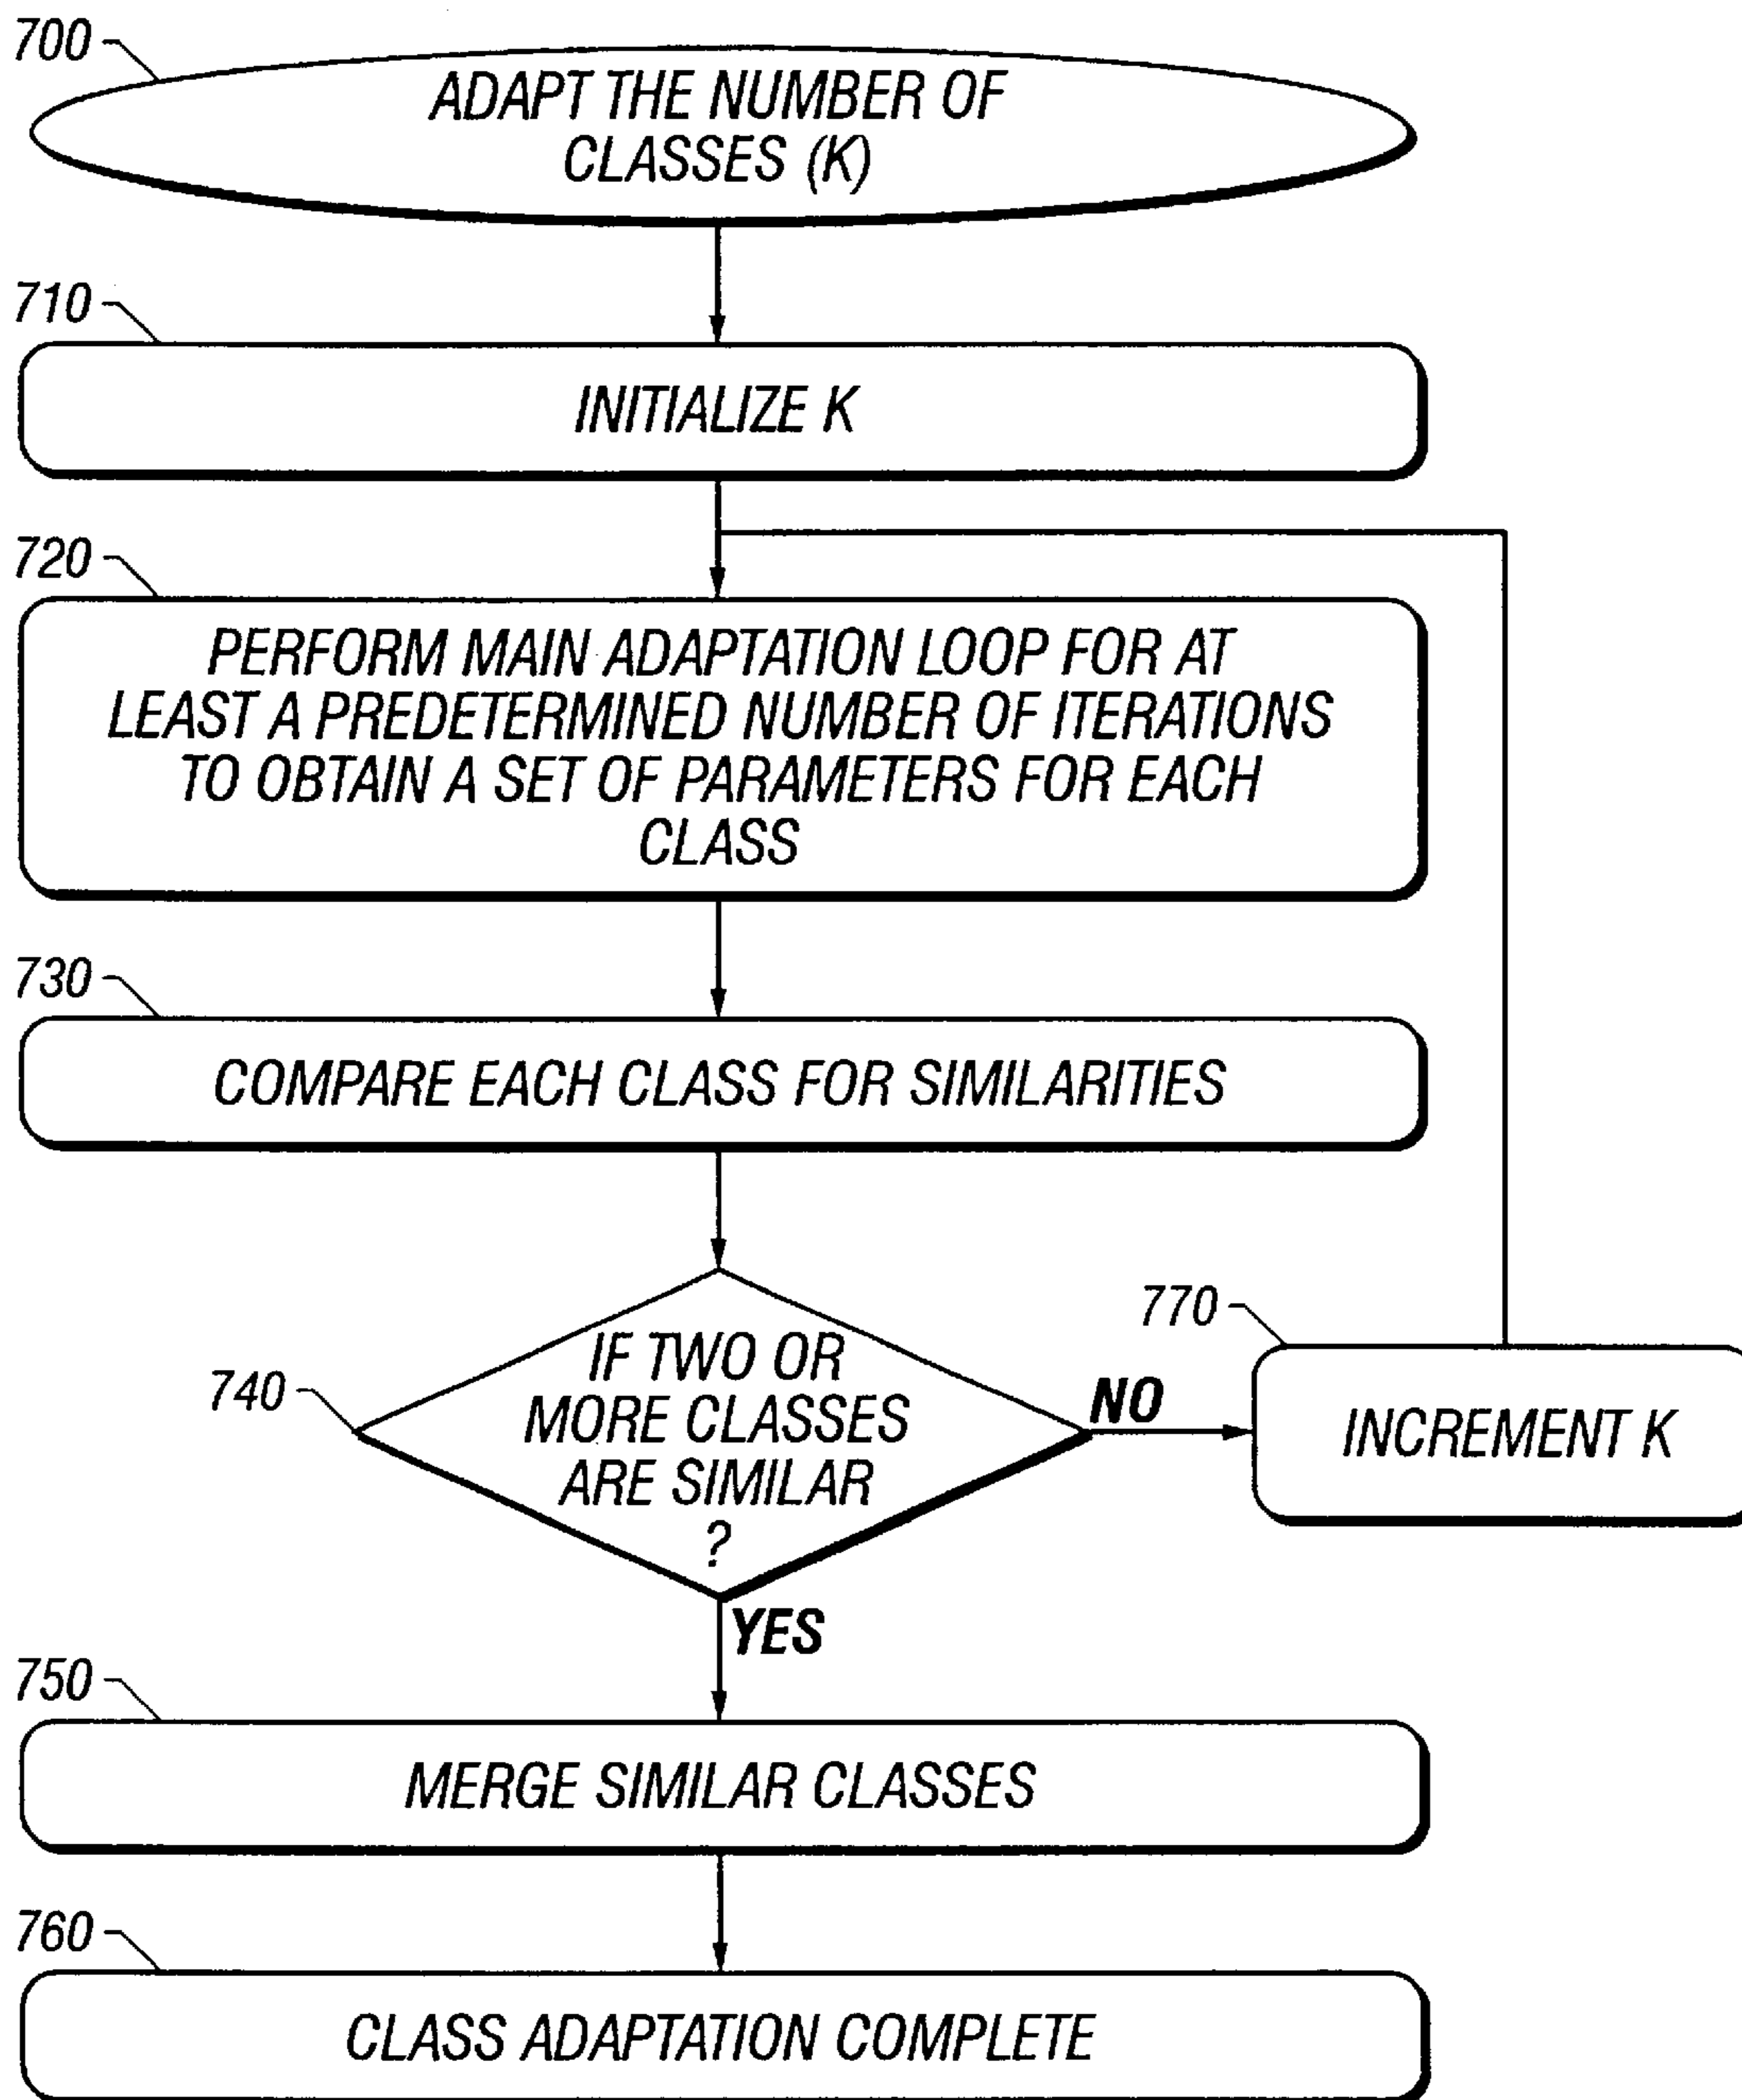 700
ADAPT THE NUMBER OF
CLASSES (K)
710
INITIALIZE K
720
PERFORM MAIN ADAPTATION LOOP FOR AT
LEAST A PREDETERMINED NUMBER OF ITERATIONS
TO OBTAIN A SET OF PARAMETERS FOR EACH
CLASS
730
COMPARE EACH CLASS FOR SIMILARITIES
740
IF TWO OR
MORE CLASSES
ARE SIMILAR
?
NO
770
INCREMENT K
YES
750
MERGE SIMILAR CLASSES
760
CLASS ADAPTATION COMPLETE